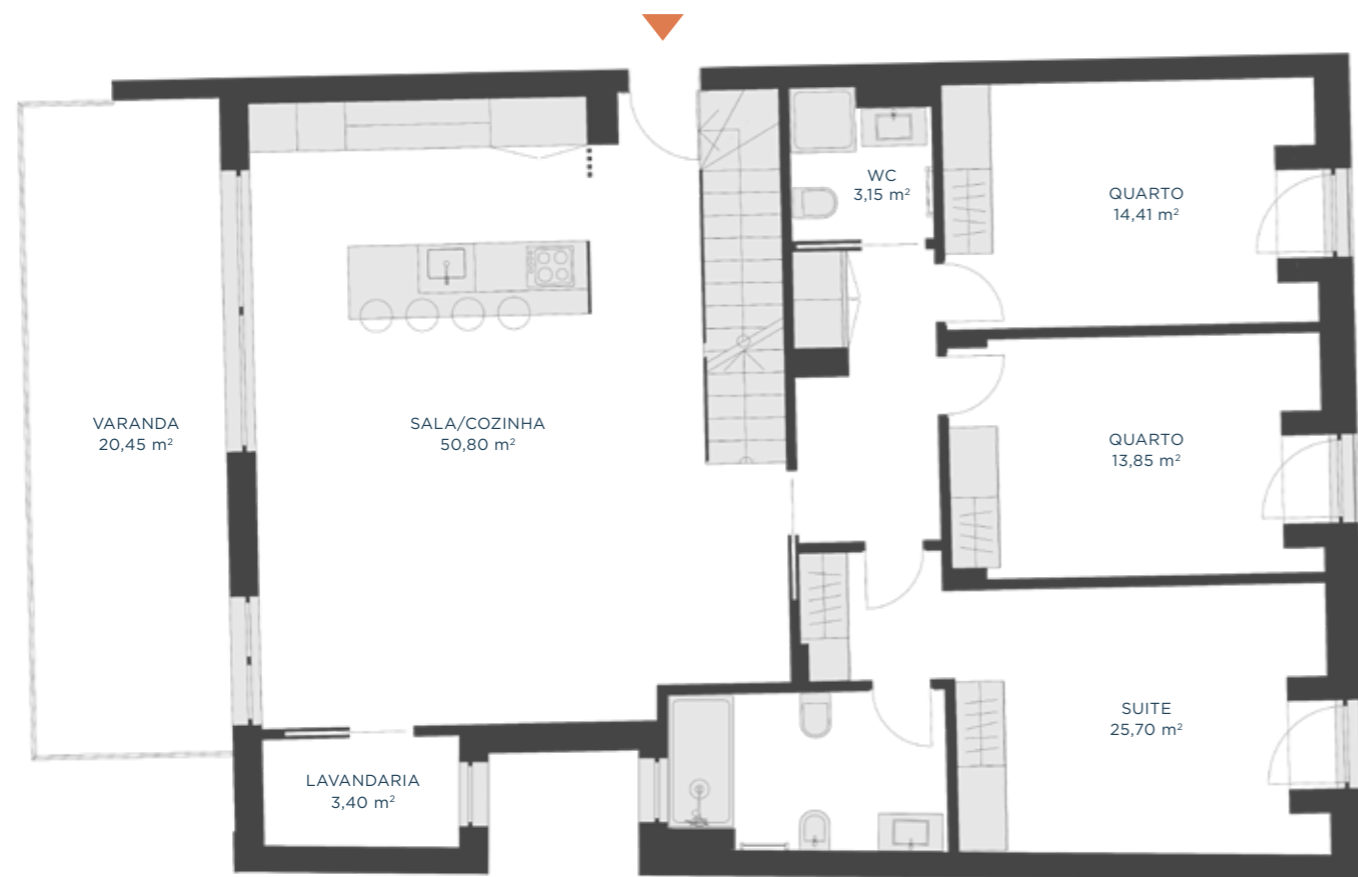 WC
3,15 m²
QUARTO
14,41 m²
VARANDA
20,45 m²
SALA/COZINHA
50,80 m²
QUARTO
13,85 m²
SUITE
25,70 m²
LAVANDARIA
3,40 m²